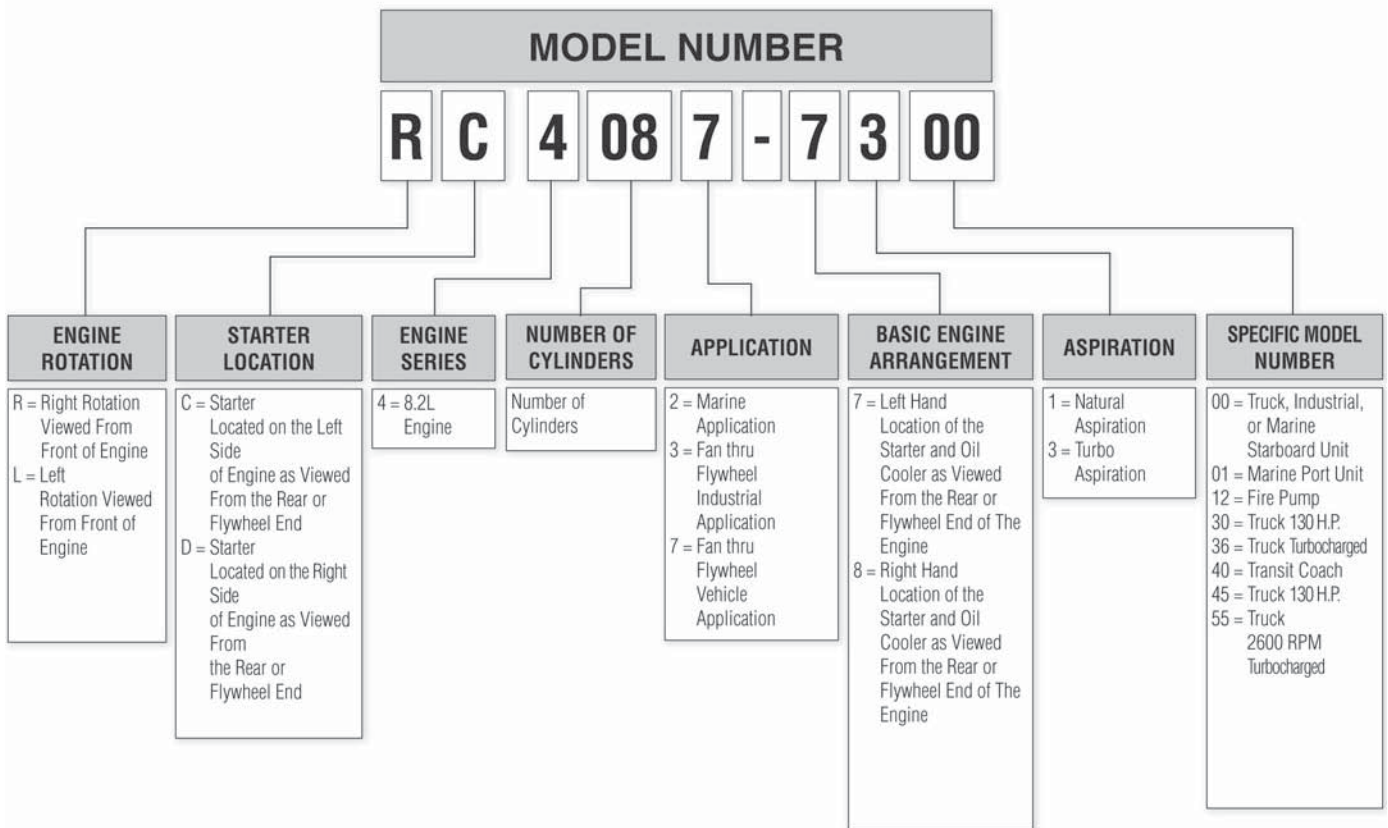 MODEL NUMBER
R C 4 08 7 - 7 3 00
ENGINE
ROTATION
R = Right Rotation
Viewed From
Front of Engine
L = Left
Rotation Viewed
From Front of
Engine
STARTER
LOCATION
C = Starter
Located on the Left
Side
of Engine as Viewed
From the Rear or
Flywheel End
D = Starter
Located on the Right
Side
of Engine as Viewed
From
the Rear or
Flywheel End
ENGINE
SERIES
4 = 8.2L
Engine
NUMBER OF
CYLINDERS
Number of
Cylinders
APPLICATION
2 = Marine
Application
3 = Fan thru
Flywheel
Industrial
Application
7 = Fan thru
Flywheel
Vehicle
Application
BASIC ENGINE
ARRANGEMENT
7 = Left Hand
Location of the
Starter and Oil
Cooler as Viewed
From the Rear or
Flywheel End of The
Engine
8 = Right Hand
Location of the
Starter and Oil
Cooler as Viewed
From the Rear or
Flywheel End of The
Engine
ASPIRATION
1 = Natural
Aspiration
3 = Turbo
Aspiration
SPECIFIC MODEL
NUMBER
00 = Truck, Industrial,
or Marine
Starboard Unit
01 = Marine Port Unit
12 = Fire Pump
30 = Truck 130 H.P.
36 = Truck Turbocharged
40 = Transit Coach
45 = Truck 130 H.P.
55 = Truck
2600 RPM
Turbocharged